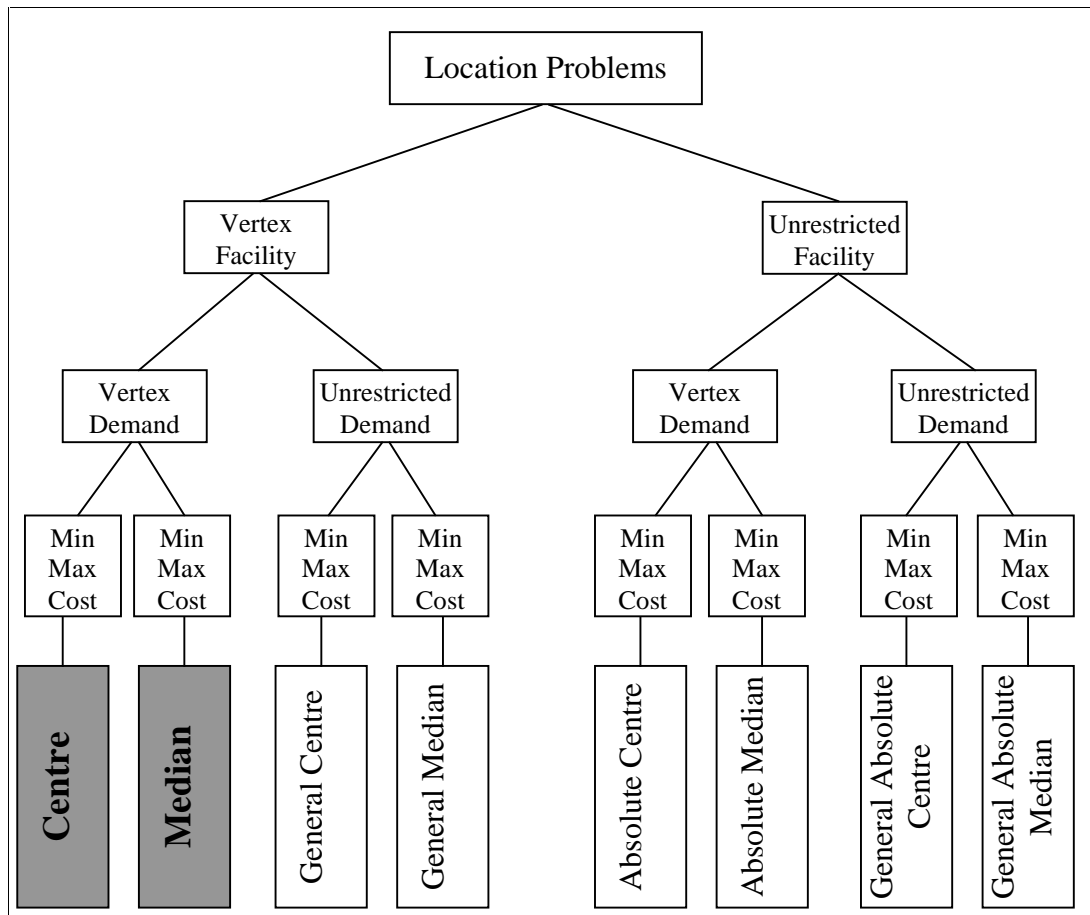 Location Problems
Vertex
Facility
Unrestricted
Facility
Vertex
Demand
Unrestricted
Demand
Vertex
Demand
Unrestricted
Demand
Min
Max
Cost
Min
Max
Cost
Min
Max
Cost
Min
Max
Cost
Min
Max
Cost
Min
Max
Cost
Min
Max
Cost
Min
Max
Cost
Centre
Median
General Centre
General Median
Absolute Centre
Absolute Median
General Absolute
Centre
General Absolute
Median